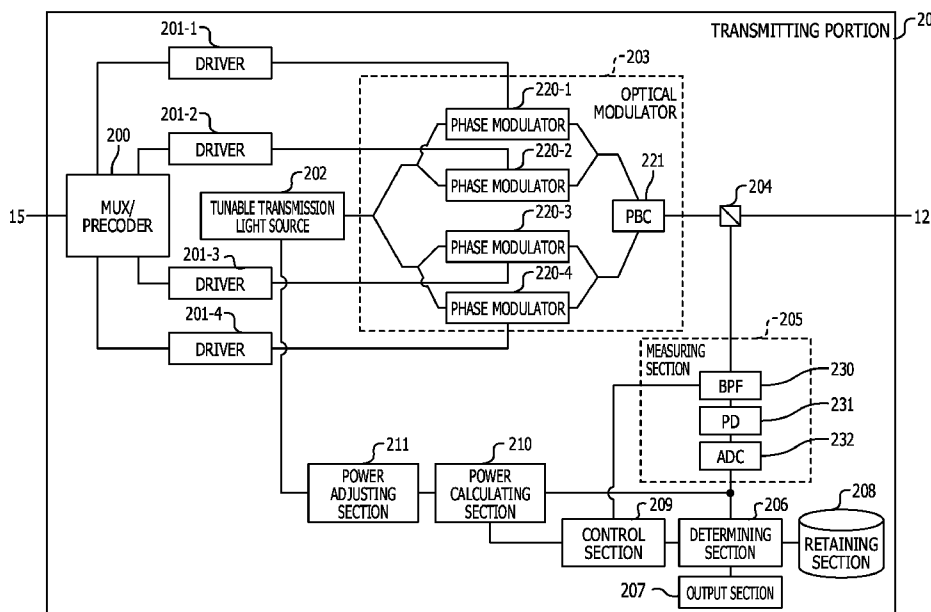 TRANSMITTING PORTION
20
201-1
DRIVER
203
OPTICAL
MODULATOR
220-1
PHASE MODULATOR
201-2
DRIVER
200
MUX/
PRECODER
15
202
TUNABLE TRANSMISSION
LIGHT SOURCE
220-2
PHASE MODULATOR
221
PBC
204
12
220-3
PHASE MODULATOR
201-3
DRIVER
220-4
PHASE MODULATOR
201-4
DRIVER
205
MEASURING
SECTION
BPF
230
PD
231
ADC
232
211
POWER
ADJUSTING
SECTION
210
POWER
CALCULATING
SECTION
209
CONTROL
SECTION
206
DETERMINING
SECTION
208
RETAINING
SECTION
207
OUTPUT SECTION